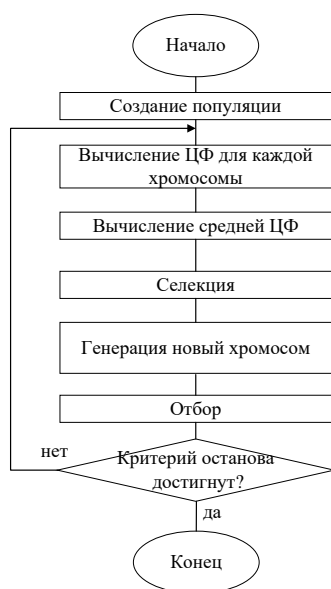 Начало
Создание популяции
Вычисление ЦФ для каждой
хромосомы
Вычисление средней ЦФ
Селекция
Генерация новый хромосом
Отбор
нет
Критерий останова
достигнут?
да
Конец